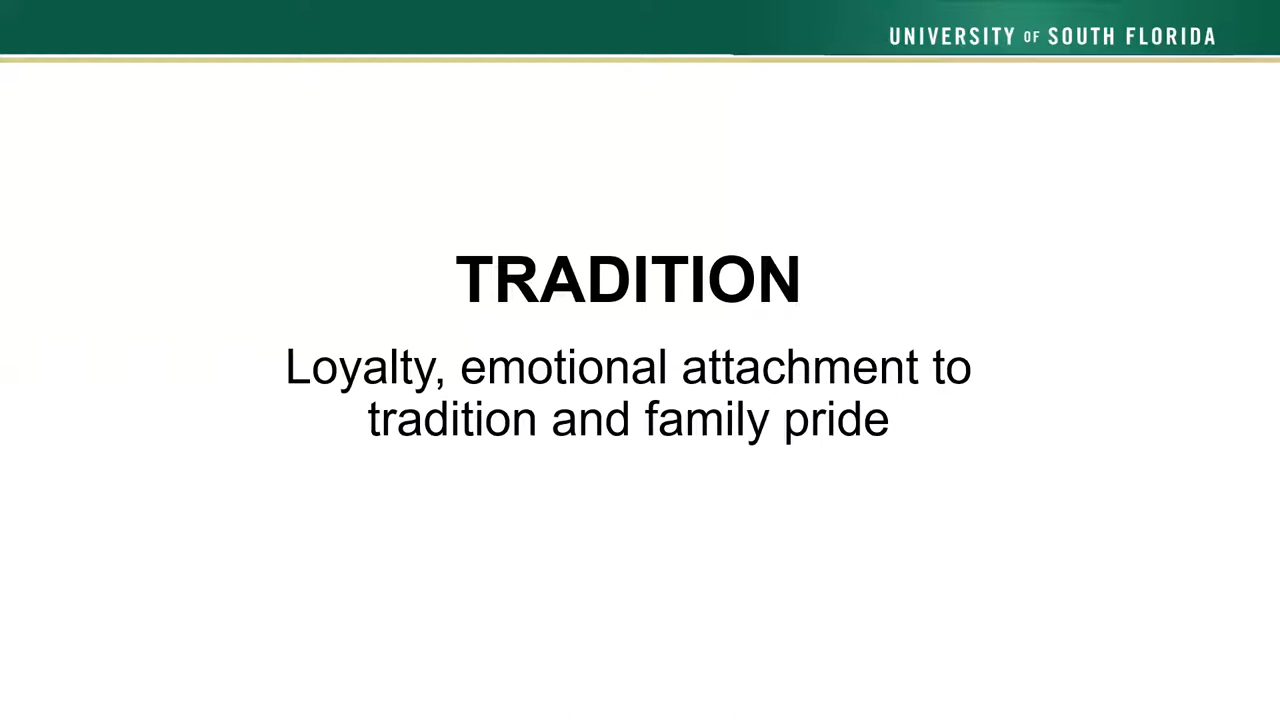 UNIVERSITY OF SOUTH FLORIDA
TRADITION
Loyalty, emotional attachment to
tradition and family pride